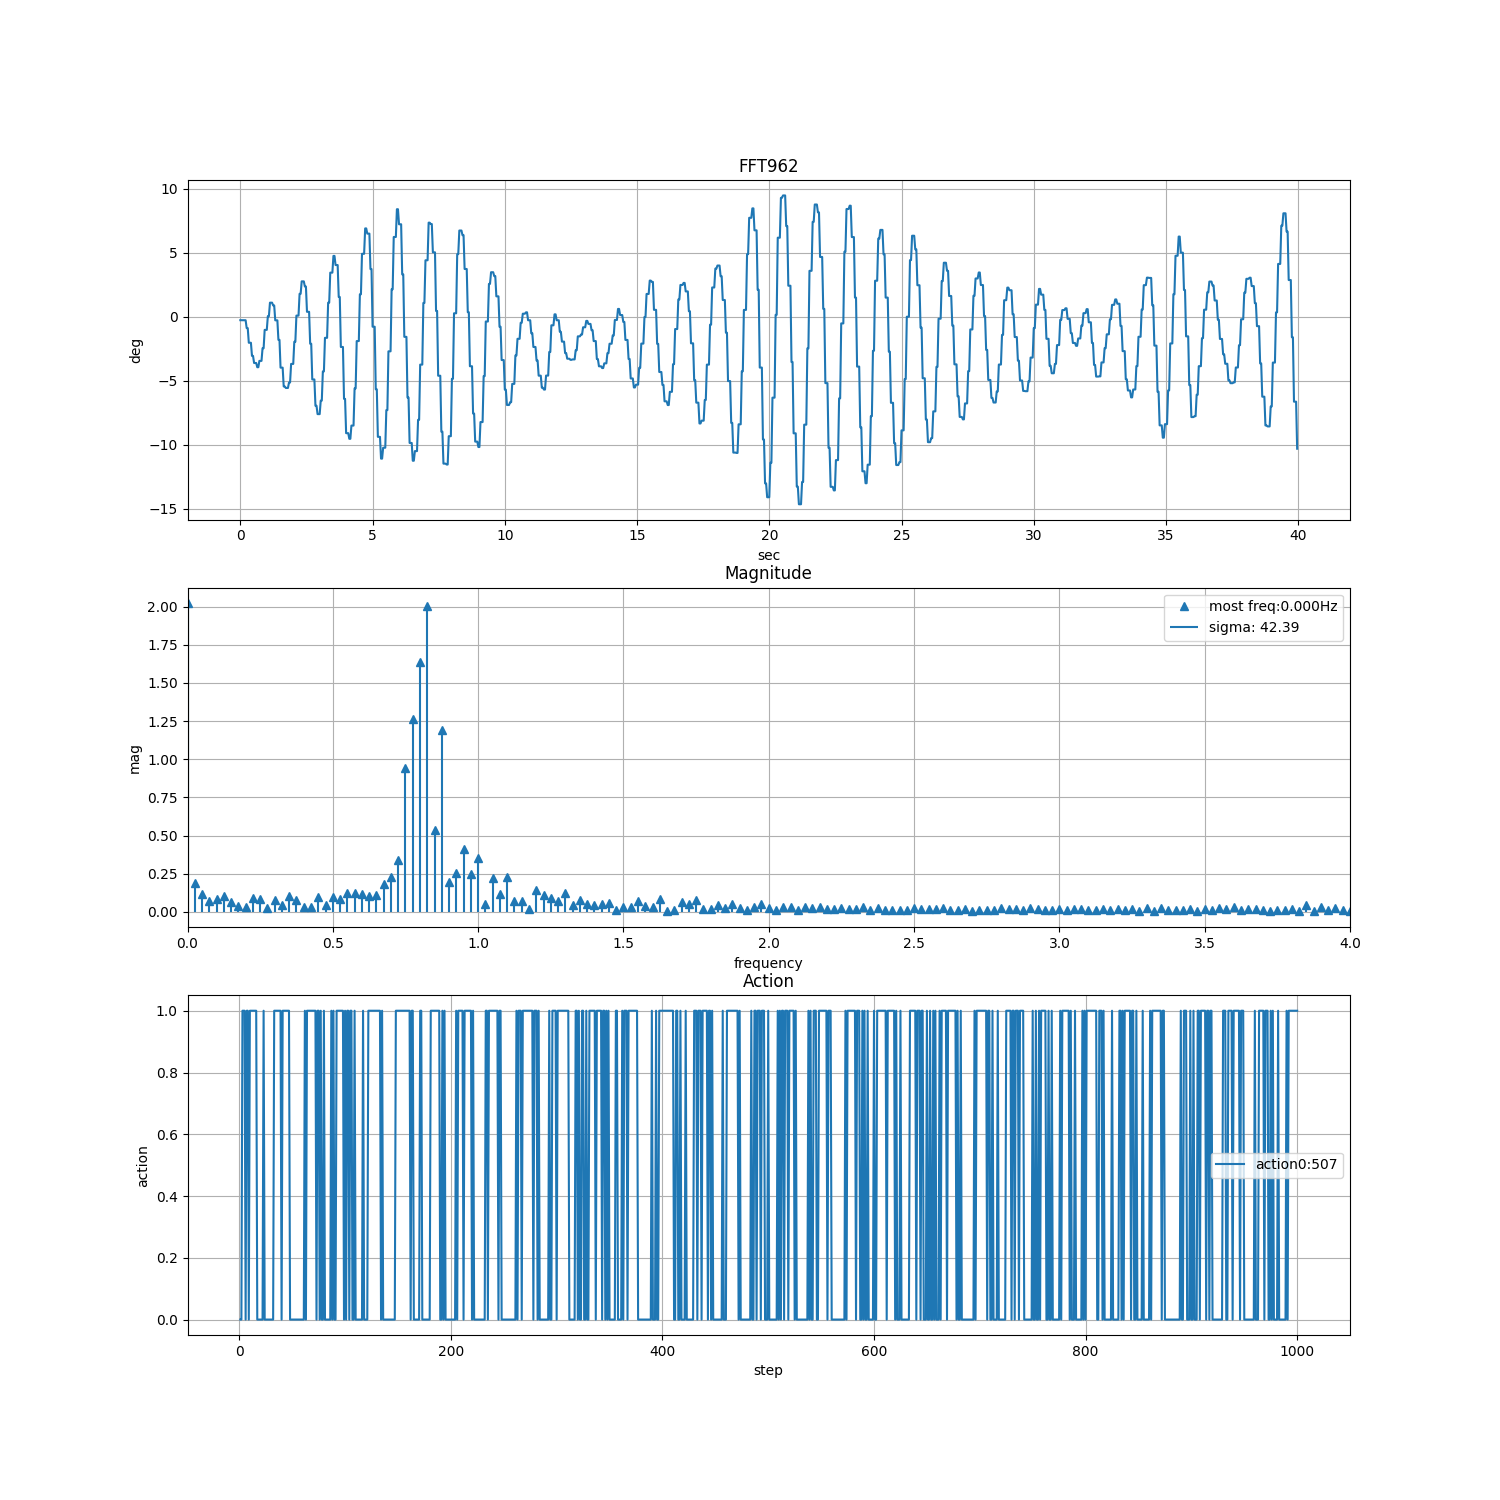 FFT962
10
5
0
−5
−10
−15
deg
0 5 10 15 20 25 30 35 40
sec
Magnitude
2.00
1.75
1.50
1.25
1.00
0.75
0.50
0.25
0.00
mag
most freq:0.000Hz
sigma: 42.39
0.0 0.5 1.0 1.5 2.0 2.5 3.0 3.5 4.0
frequency
Action
1.0
0.8
0.6
0.4
0.2
0.0
action
action0:507
0 200 400 600 800 1000
step